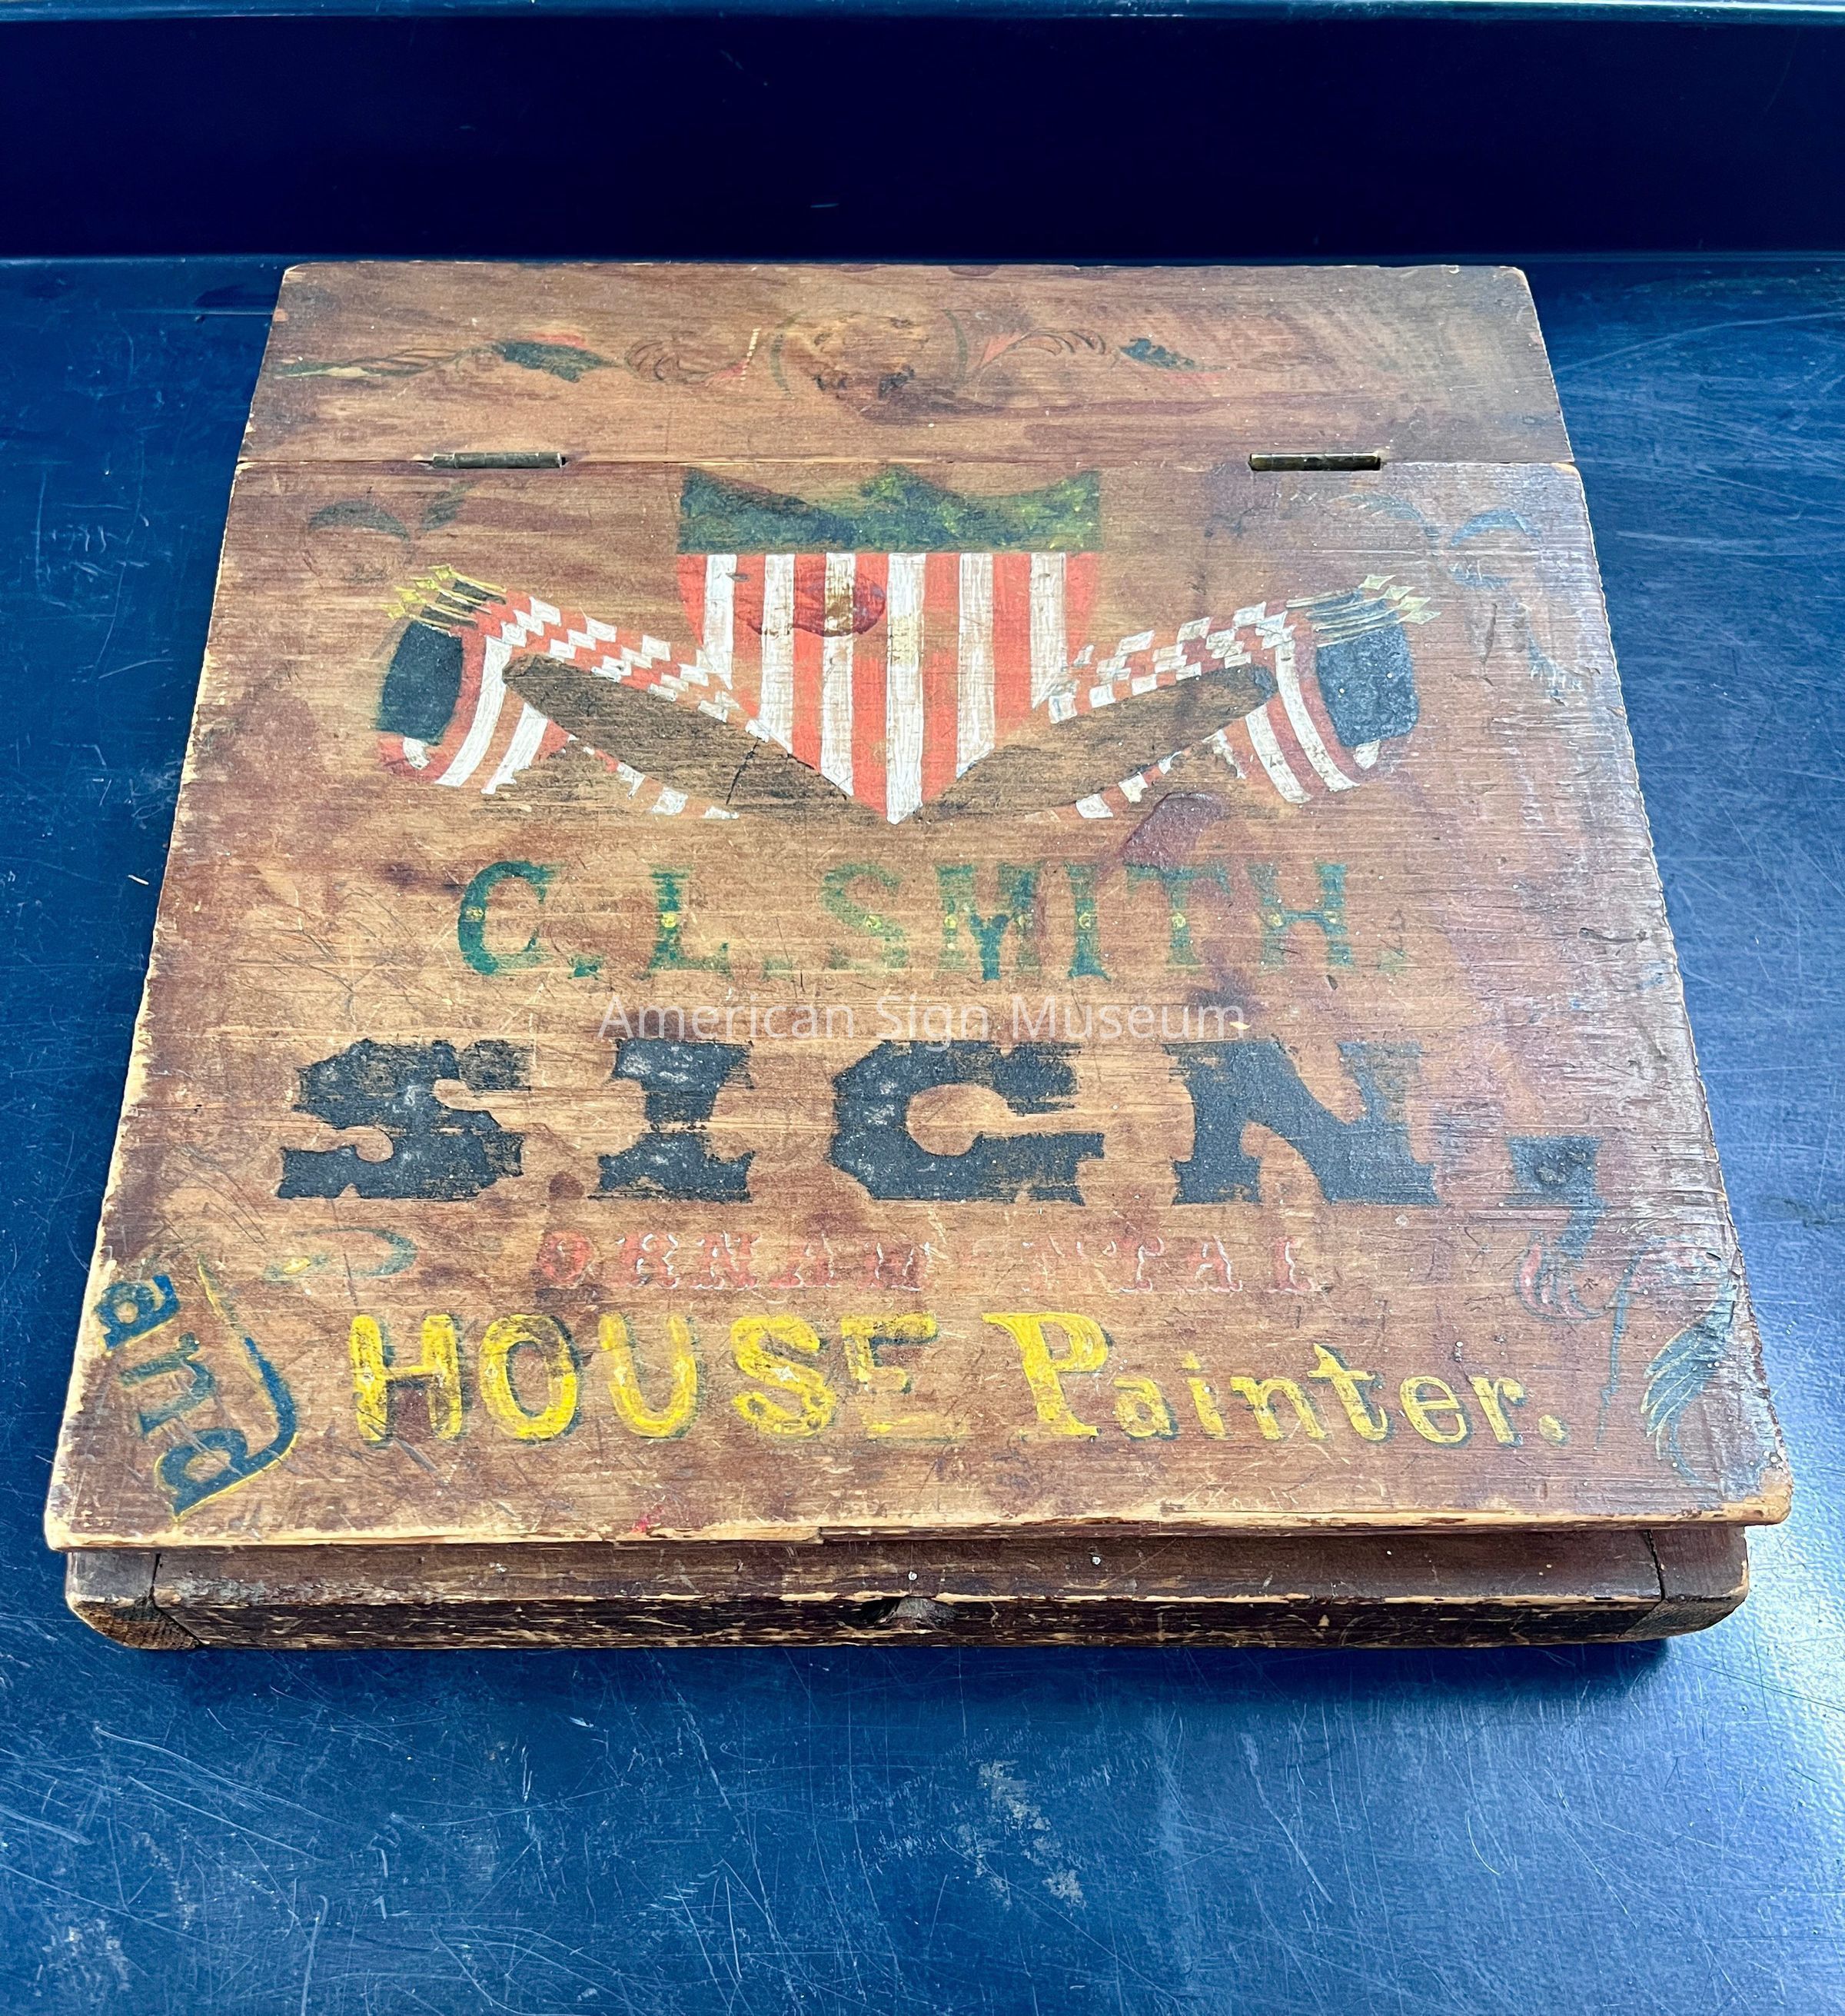 C. L. SMITH.
American Sign Museum
SIGN,
ORNAMENTAL
and HOUSE Painter.